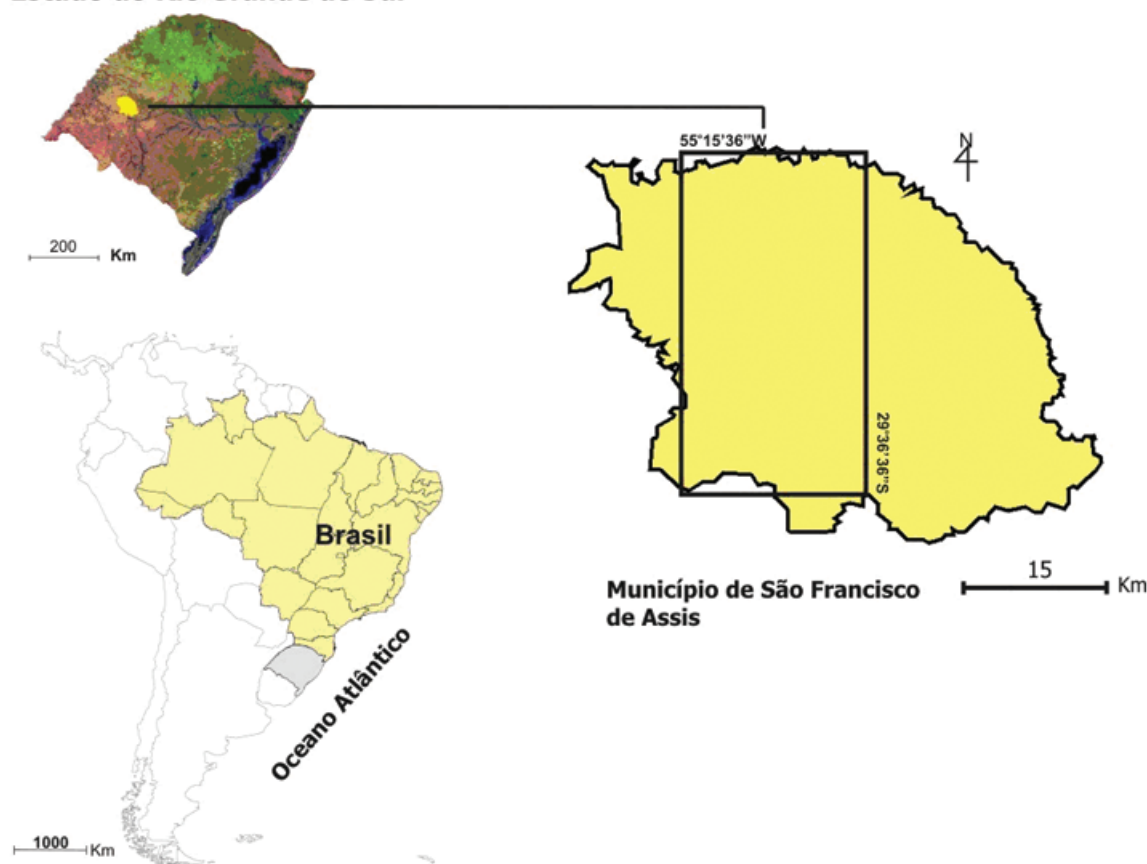 200
Km
55°15'36"W
N
29°36'36"S
15
Km
Município de São Francisco
de Assis
Brasil
Oceano Atlântico
1000 Km